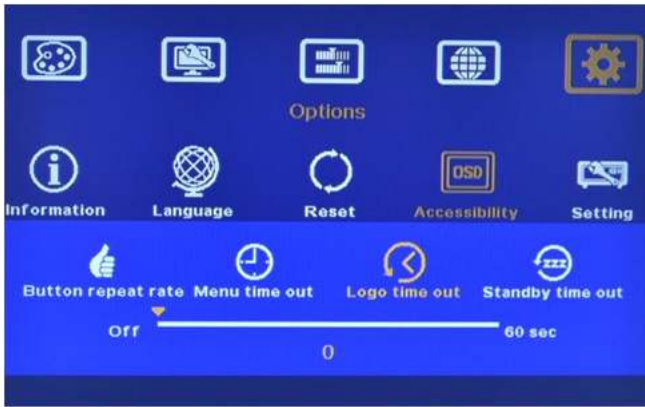 Options
OSD
Information Language Reset Accessibility Setting
zzz
Button repeat rate Menu time out Logo time out Standby time out
Off 60 sec
0